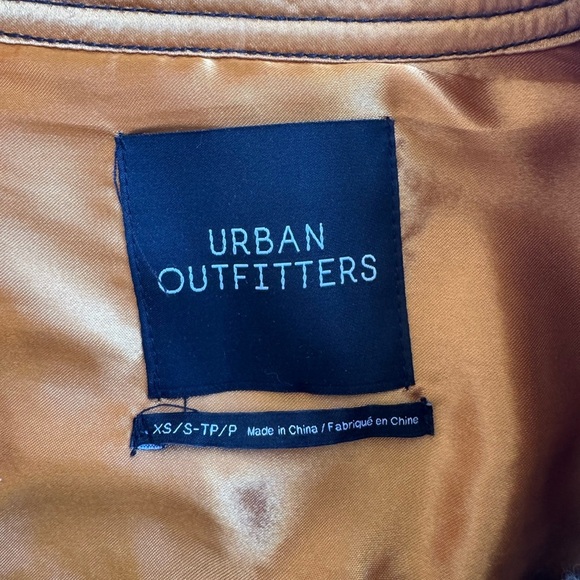 URBAN
OUTFITTERS
XS/S-TP/P Made in China / Fabriqué en Chine